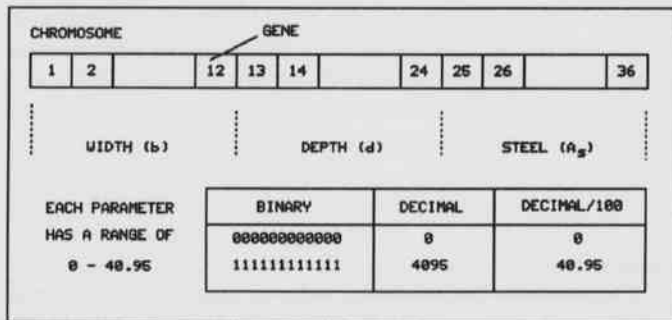 CHROMOSOME GENE
1 2 12 13 14 24 25 26 36
WIDTH (b) DEPTH (d) STEEL (As)
EACH PARAMETER
HAS A RANGE OF
0 - 40.95
BINARY DECIMAL DECIMAL/100
000000000000 0 0
111111111111 4095 40.95